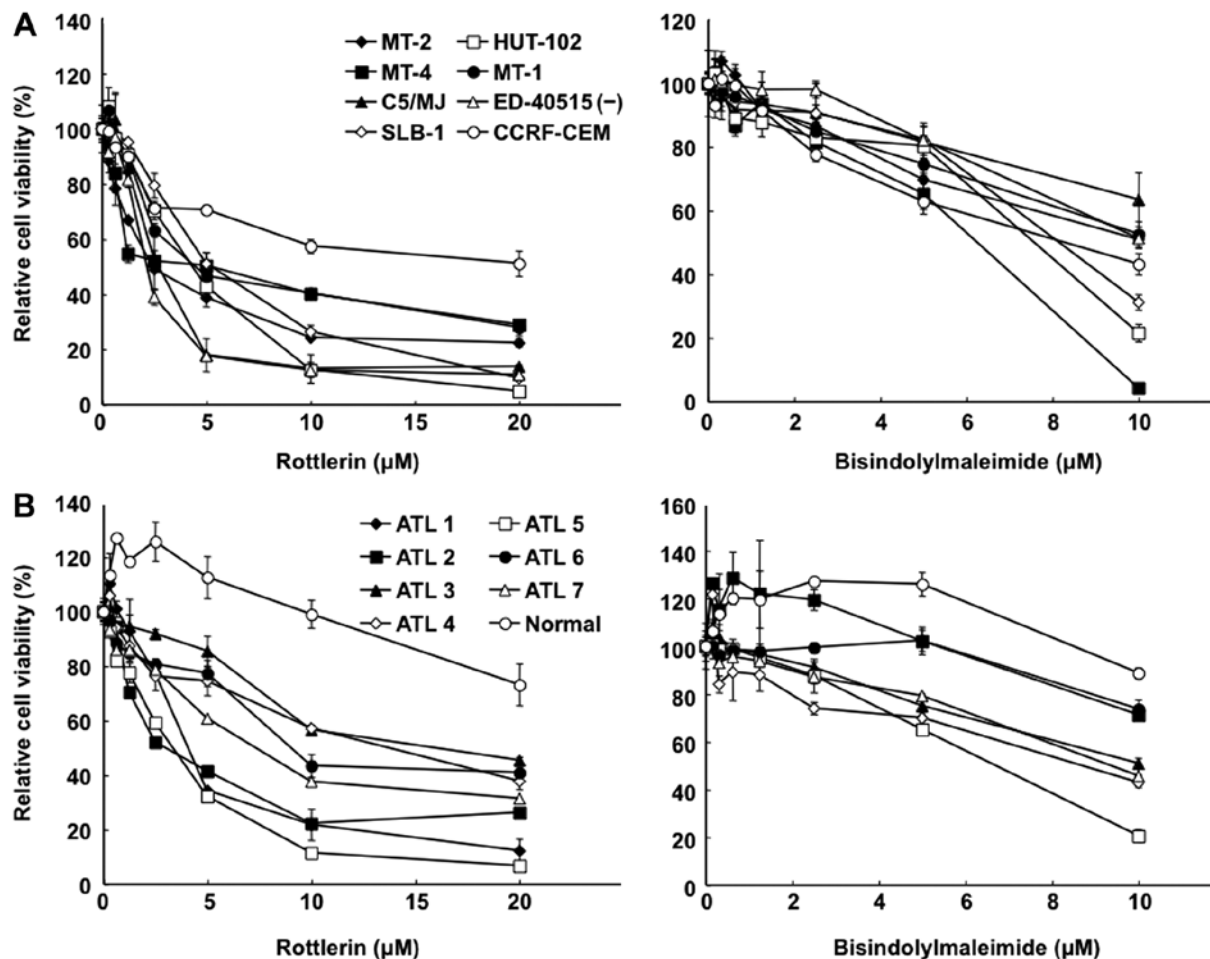 A
Relative cell viability (%)
140
120
100
80
60
40
20
0
MT-2 HUT-102
MT-4 MT-1
C5/MJ ED-40515 (−)
SLB-1 CCRF-CEM
0 5 10 15 20
Rottlerin (μM)
120
100
80
60
40
20
0
0 2 4 6 8 10
Bisindolylmaleimide (μM)
B
Relative cell viability (%)
140
120
100
80
60
40
20
0
ATL 1 ATL 5
ATL 2 ATL 6
ATL 3 ATL 7
ATL 4 Normal
0 5 10 15 20
Rottlerin (μM)
160
140
120
100
80
60
40
20
0
0 2 4 6 8 10
Bisindolylmaleimide (μM)